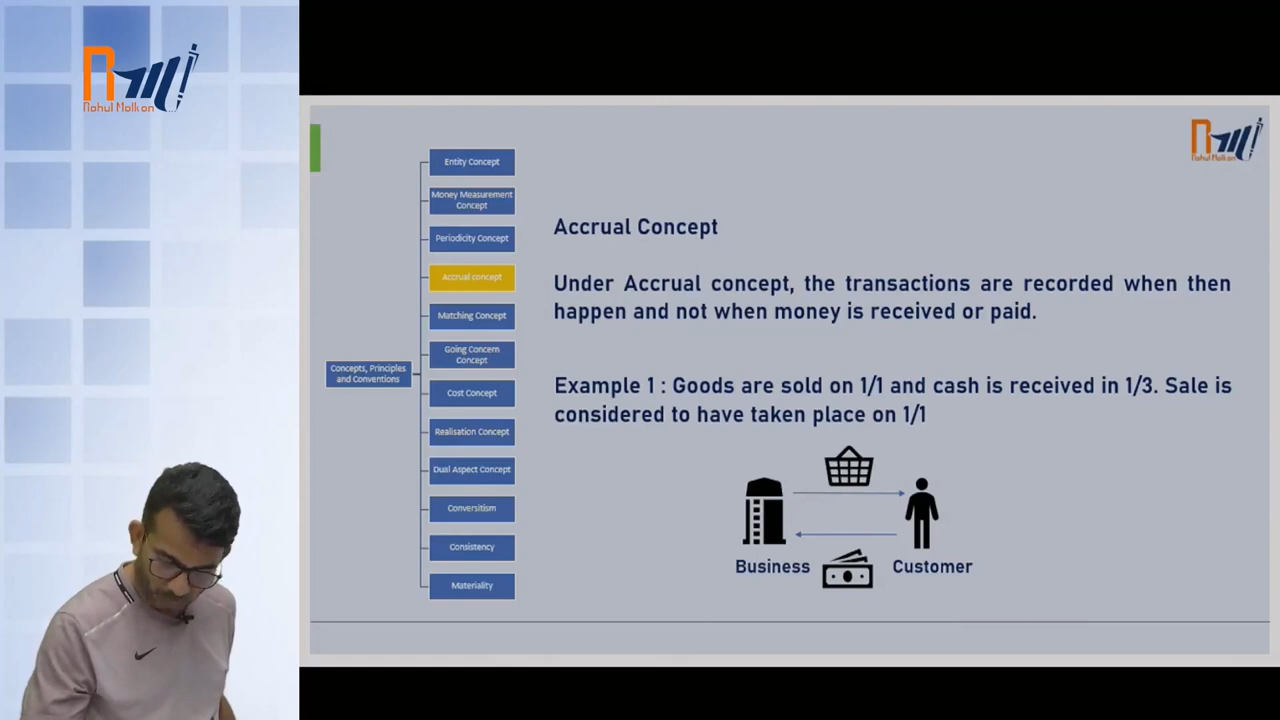 Rahul Malkan
Rahul Malkan
Entity Concept
Money Measurement
Concept
Periodicity Concept
Accrual concept
Matching Concept
Going Concern
Concept
Cost Concept
Realisation Concept
Dual Aspect Concept
Conversitism
Consistency
Materiality
Concepts, Principles
and Conventions
Accrual Concept
Under Accrual concept, the transactions are recorded when then
happen and not when money is received or paid.
Example 1 : Goods are sold on 1/1 and cash is received in 1/3. Sale is
considered to have taken place on 1/1
Business
Customer